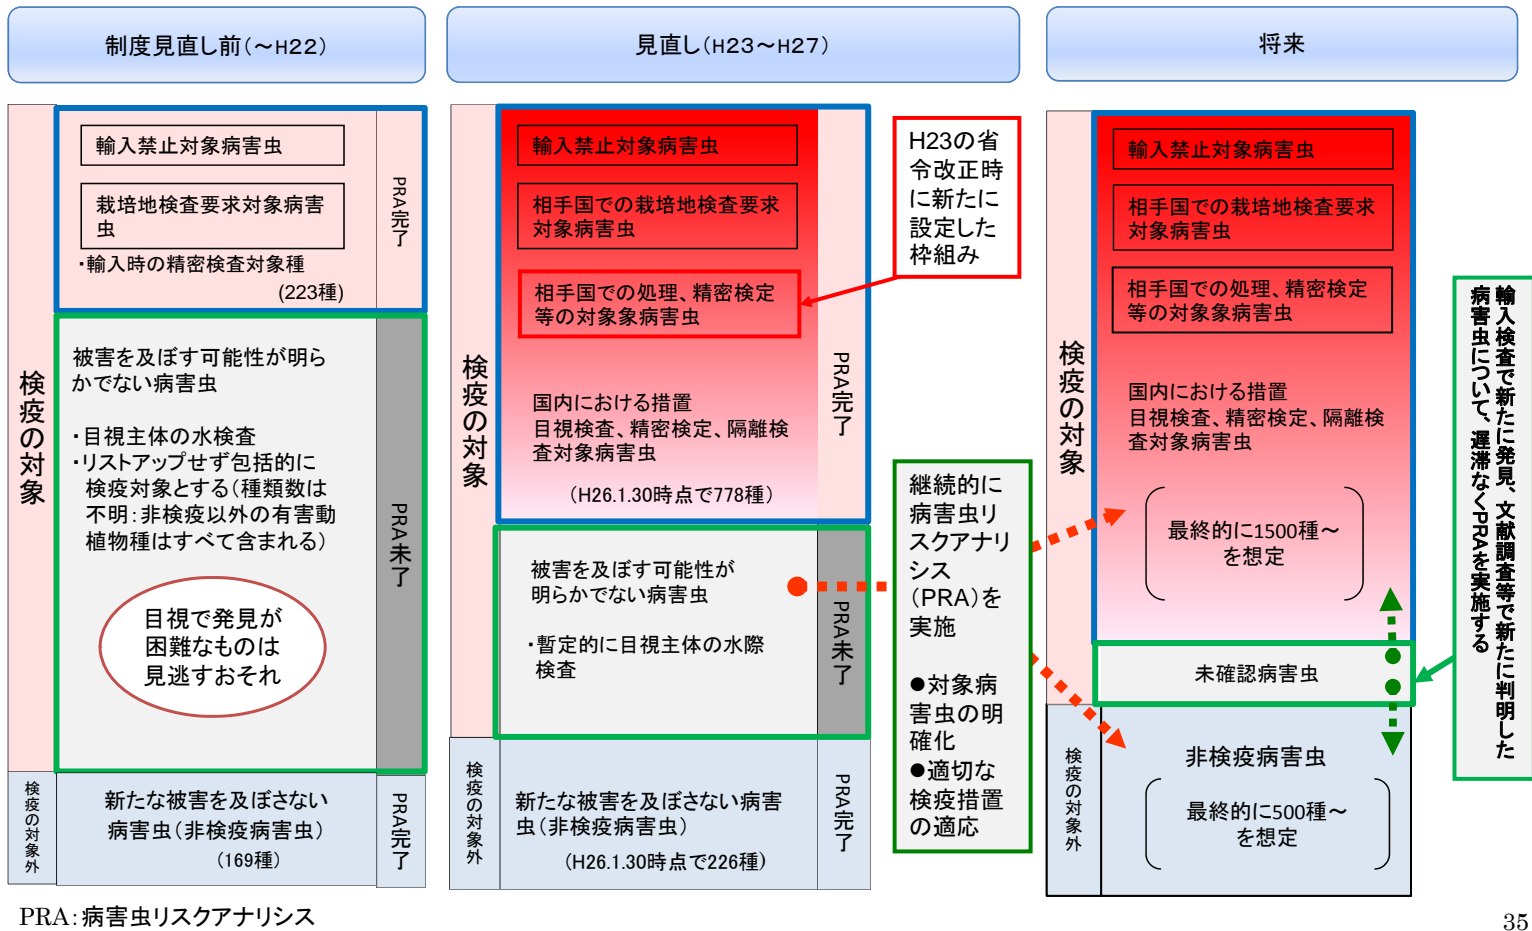 制度見直し前(～H22)
見直し(H23～H27)
将来
検疫の対象
輸入禁止対象病害虫
栽培地検査要求対象病害
虫
・輸入時の精密検査対象種
(223種)
PRA完了
被害を及ぼす可能性が明ら
かでない病害虫
・目視主体の水検査
・リストアップせず包括的に
検疫対象とする(種類数は
不明：非検疫以外の有害動
植物種はすべて含まれる)
目視で発見が
困難なものは
見逃すおそれ
PRA未了
検疫の対象外
新たな被害を及ぼさない
病害虫(非検疫病害虫)
(169種)
PRA完了
検疫の対象
輸入禁止対象病害虫
相手国での栽培地検査要求
対象病害虫
相手国での処理、精密検定
等の対象象病害虫
国内における措置
目視検査、精密検定、隔離検
査対象病害虫
(H26.1.30時点で778種)
PRA完了
被害を及ぼす可能性が
明らかでない病害虫
・暫定的に目視主体の水際
検査
PRA未了
検疫の対象外
新たな被害を及ぼさない病害
虫(非検疫病害虫)
(H26.1.30時点で226種)
PRA完了
H23の省
令改正時
に新たに
設定した
枠組み
継続的に
病害虫リ
スクアナリ
シス
(PRA)を
実施
●対象病
害虫の明
確化
●適切な
検疫措置
の適応
検疫の対象
輸入禁止対象病害虫
相手国での栽培地検査要求
対象病害虫
相手国での処理、精密検定
等の対象象病害虫
国内における措置
目視検査、精密検定、隔離検
査対象病害虫
最終的に1500種～
を想定
未確認病害虫
検疫の対象外
非検疫病害虫
最終的に500種～
を想定
輸入検査で新たに発見、文献調査等で新たに判明した
病害虫について、遅滞なくPRAを実施する
PRA：病害虫リスクアナリシス
35